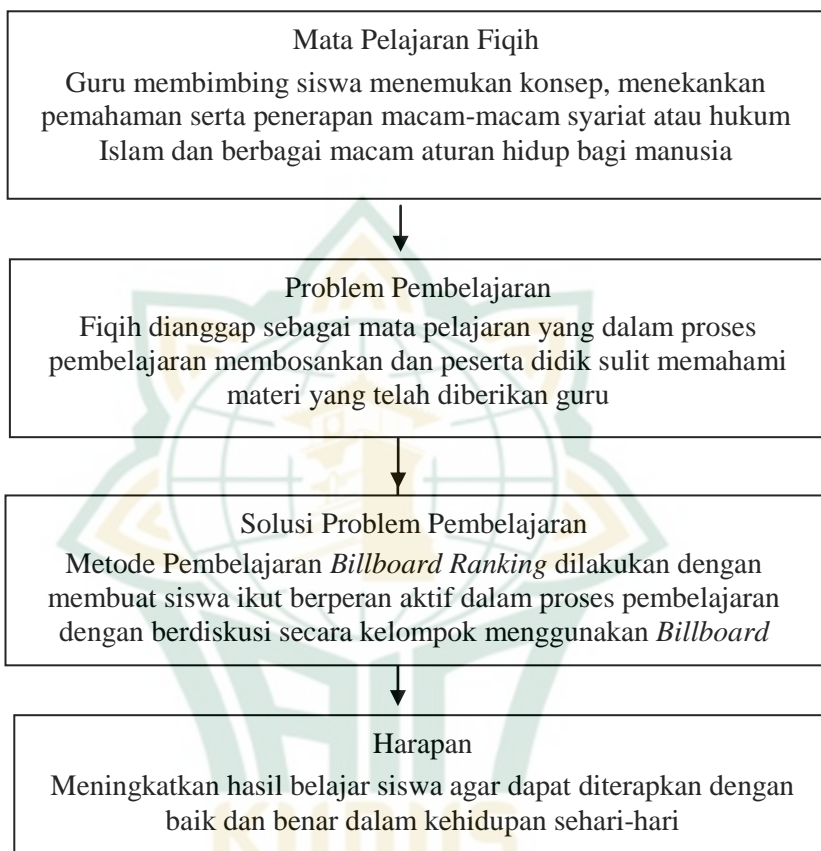 Mata Pelajaran Fiqih
Guru membimbing siswa menemukan konsep, menekankan
pemahaman serta penerapan macam-macam syariat atau hukum
Islam dan berbagai macam aturan hidup bagi manusia
Problem Pembelajaran
Fiqih dianggap sebagai mata pelajaran yang dalam proses
pembelajaran membosankan dan peserta didik sulit memahami
materi yang telah diberikan guru
Solusi Problem Pembelajaran
Metode Pembelajaran Billboard Ranking dilakukan dengan
membuat siswa ikut berperan aktif dalam proses pembelajaran
dengan berdiskusi secara kelompok menggunakan Billboard
Harapan
Meningkatkan hasil belajar siswa agar dapat diterapkan dengan
baik dan benar dalam kehidupan sehari-hari